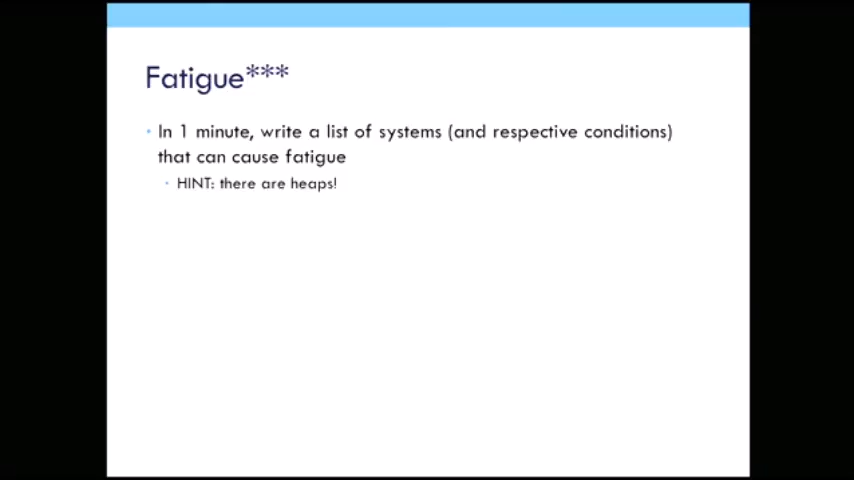 Fatigue***
In 1 minute, write a list of systems (and respective conditions)
that can cause fatigue
HINT: there are heaps!